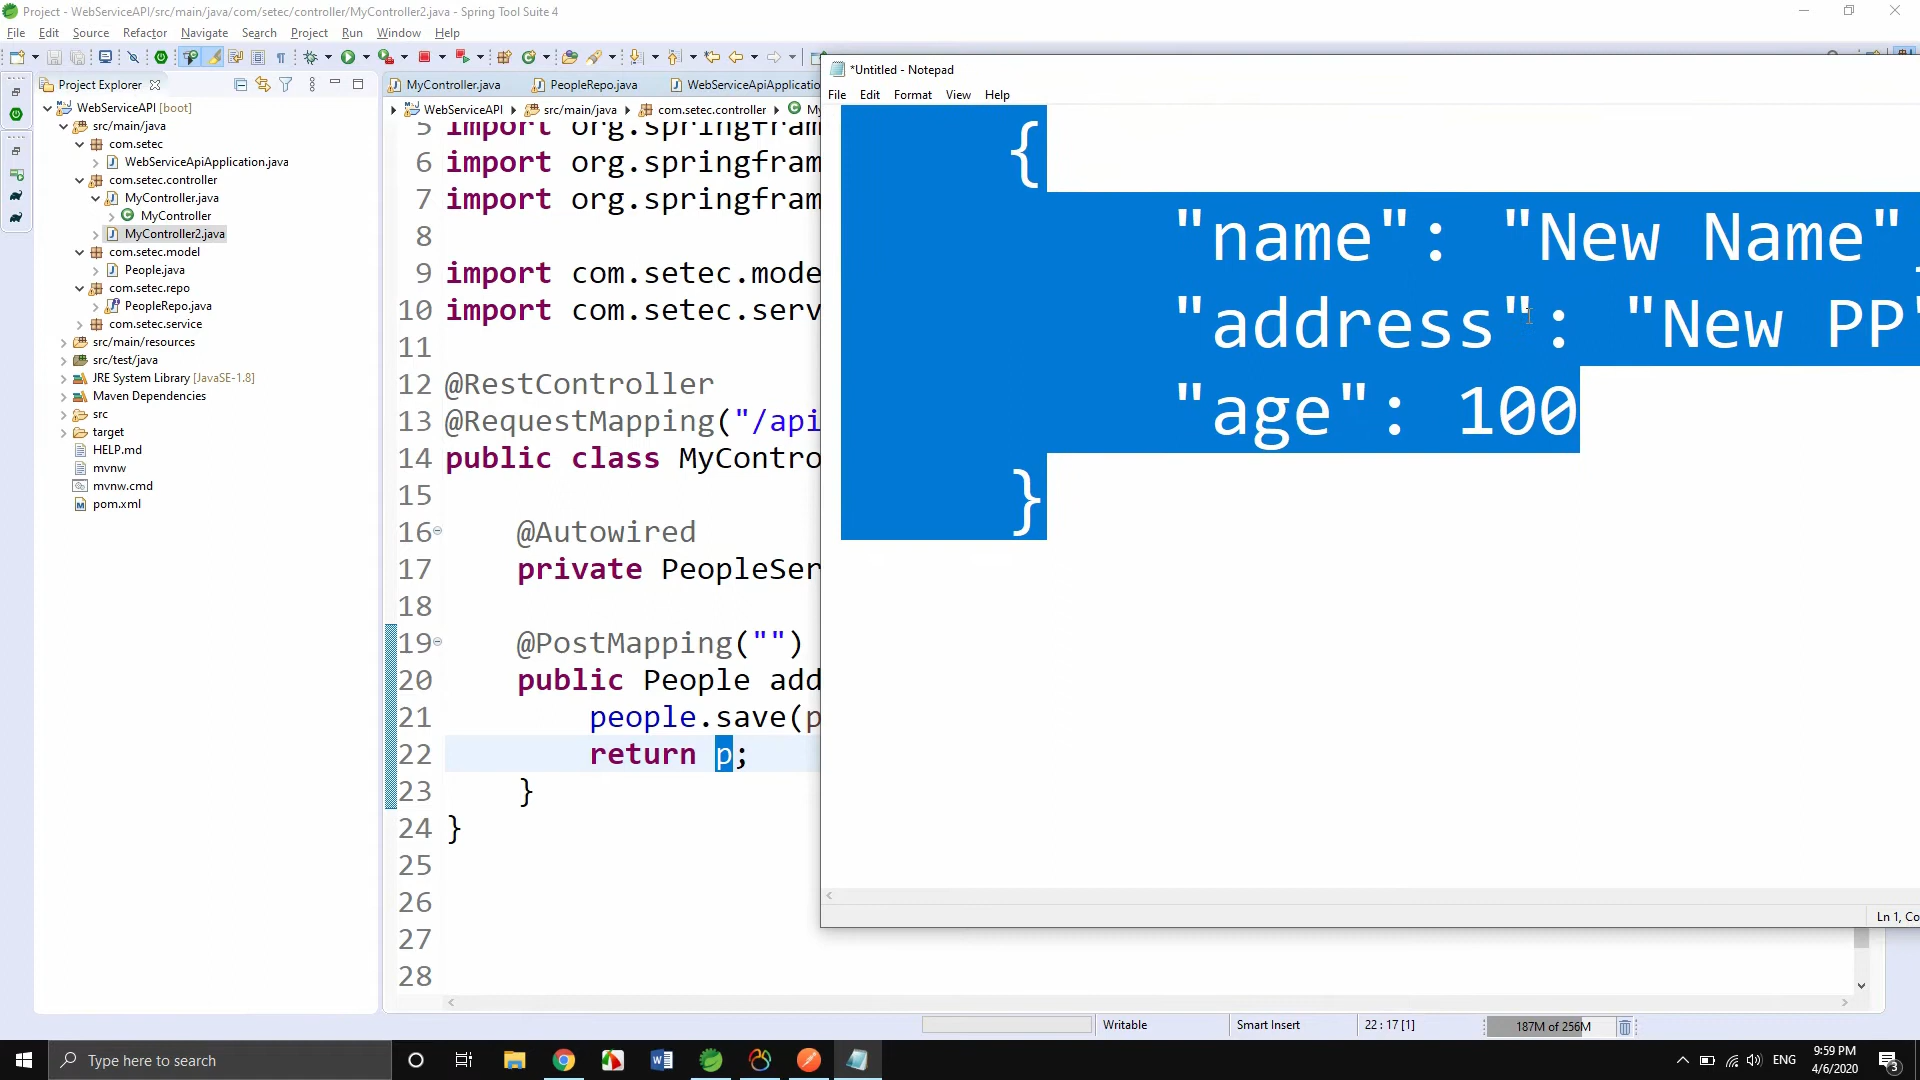 Project - WebServiceAPI/src/main/java/com/setec/controller/MyController2.java - Spring Tool Suite 4
File Edit Source Refactor Navigate Search Project Run Window Help
Project Explorer
WebServiceAPI [boot]
src/main/java
com.setec
WebServiceApiApplication.java
com.setec.controller
MyController.java
MyController
MyController2.java
com.setec.model
People.java
com.setec.repo
PeopleRepo.java
com.setec.service
src/main/resources
src/test/java
JRE System Library [JavaSE-1.8]
Maven Dependencies
src
target
HELP.md
mvnw
mvnw.cmd
pom.xml
MyController.java PeopleRepo.java WebServiceApiApplicatio
WebServiceAPI src/main/java com.setec.controller My
5 import org.springfram
6 import org.springfram
7 import org.springfram
8
9 import com.setec.mode
10 import com.setec.serv
11
12 @RestController
13 @RequestMapping("/api
14 public class MyContro
15
16 @Autowired
17 private PeopleSer
18
19 @PostMapping("")
20 public People add
21 people.save(p
22 return p;
23 }
24 }
25
26
27
28
*Untitled - Notepad
File Edit Format View Help
{
"name": "New Name",
"address": "New PP"
"age": 100
}
Ln 1, Co
Writable Smart Insert 22 : 17 [1] 187M of 256M
Type here to search
ENG
9:59 PM
4/6/2020
3